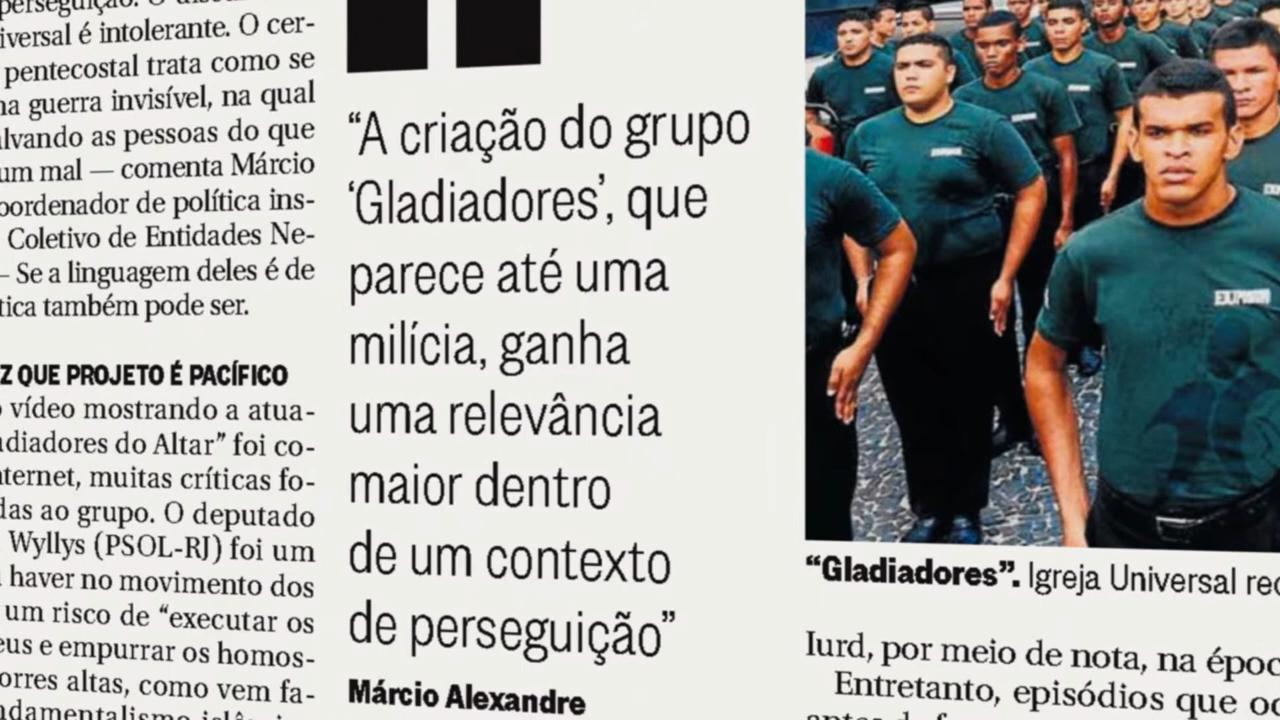 perseguição. O
iversal é intolerante. O cer-
pentecostal trata como se
na guerra invisível, na qual
lvando as pessoas do que
um mal — comenta Márcio
oordenador de política ins-
Coletivo de Entidades Ne-
– Se a linguagem deles é de
tica também pode ser.
Z QUE PROJETO É PACÍFICO
o vídeo mostrando a atua-
adiadores do Altar” foi co-
nternet, muitas críticas fo-
das ao grupo. O deputado
Wyllys (PSOL-RJ) foi um
haver no movimento dos
um risco de “executar os
eus e empurrar os homos-
orres altas, como vem fa-
ndamentalismo
“A criação do grupo
‘Gladiadores’, que
parece até uma
milícia, ganha
uma relevância
maior dentro
de um contexto
de perseguição”
Márcio Alexandre
“Gladiadores”. Igreja Universal rec
Iurd, por meio de nota, na époc
Entretanto, episódios que oc